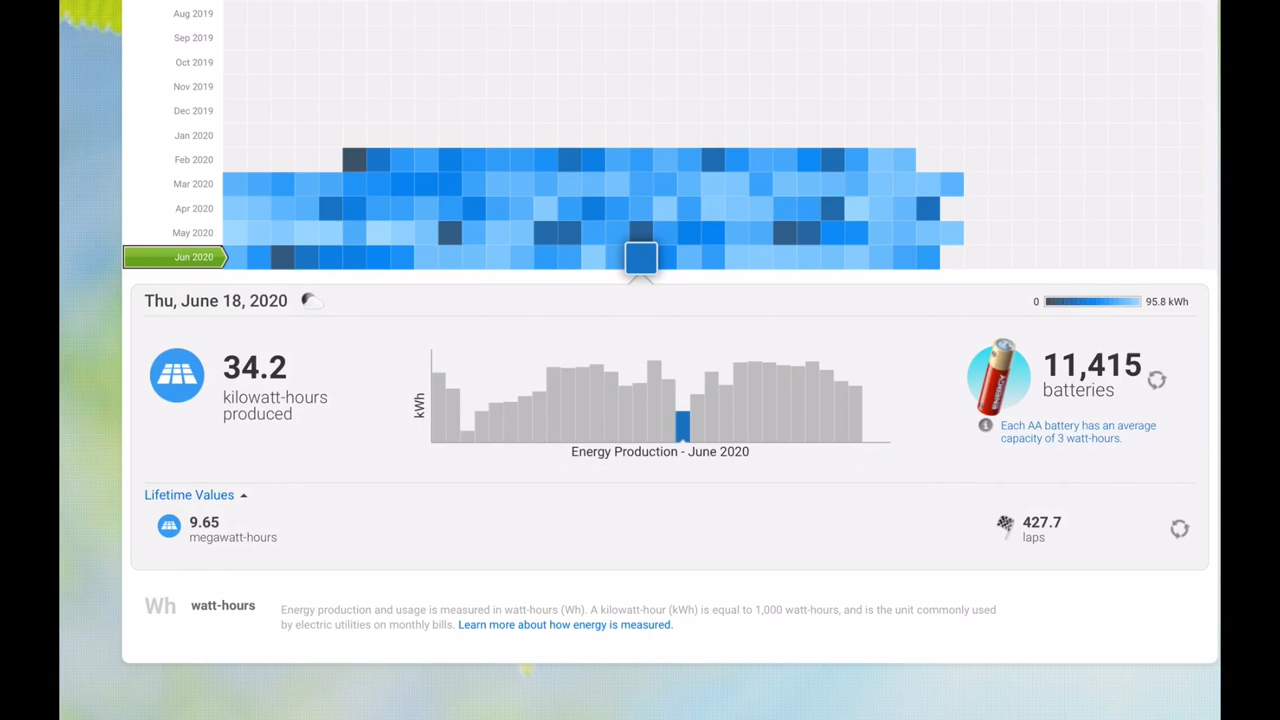 Aug 2019
Sep 2019
Oct 2019
Nov 2019
Dec 2019
Jan 2020
Feb 2020
Mar 2020
Apr 2020
May 2020
Jun 2020
Thu, June 18, 2020
0 95.8 kWh
34.2
kilowatt-hours
produced
kWh
Energy Production - June 2020
ENERGY
11,415
batteries
Each AA battery has an average
capacity of 3 watt-hours.
Lifetime Values
9.65
megawatt-hours
427.7
laps
Wh watt-hours
Energy production and usage is measured in watt-hours (Wh). A kilowatt-hour (kWh) is equal to 1,000 watt-hours, and is the unit commonly used
by electric utilities on monthly bills. Learn more about how energy is measured.